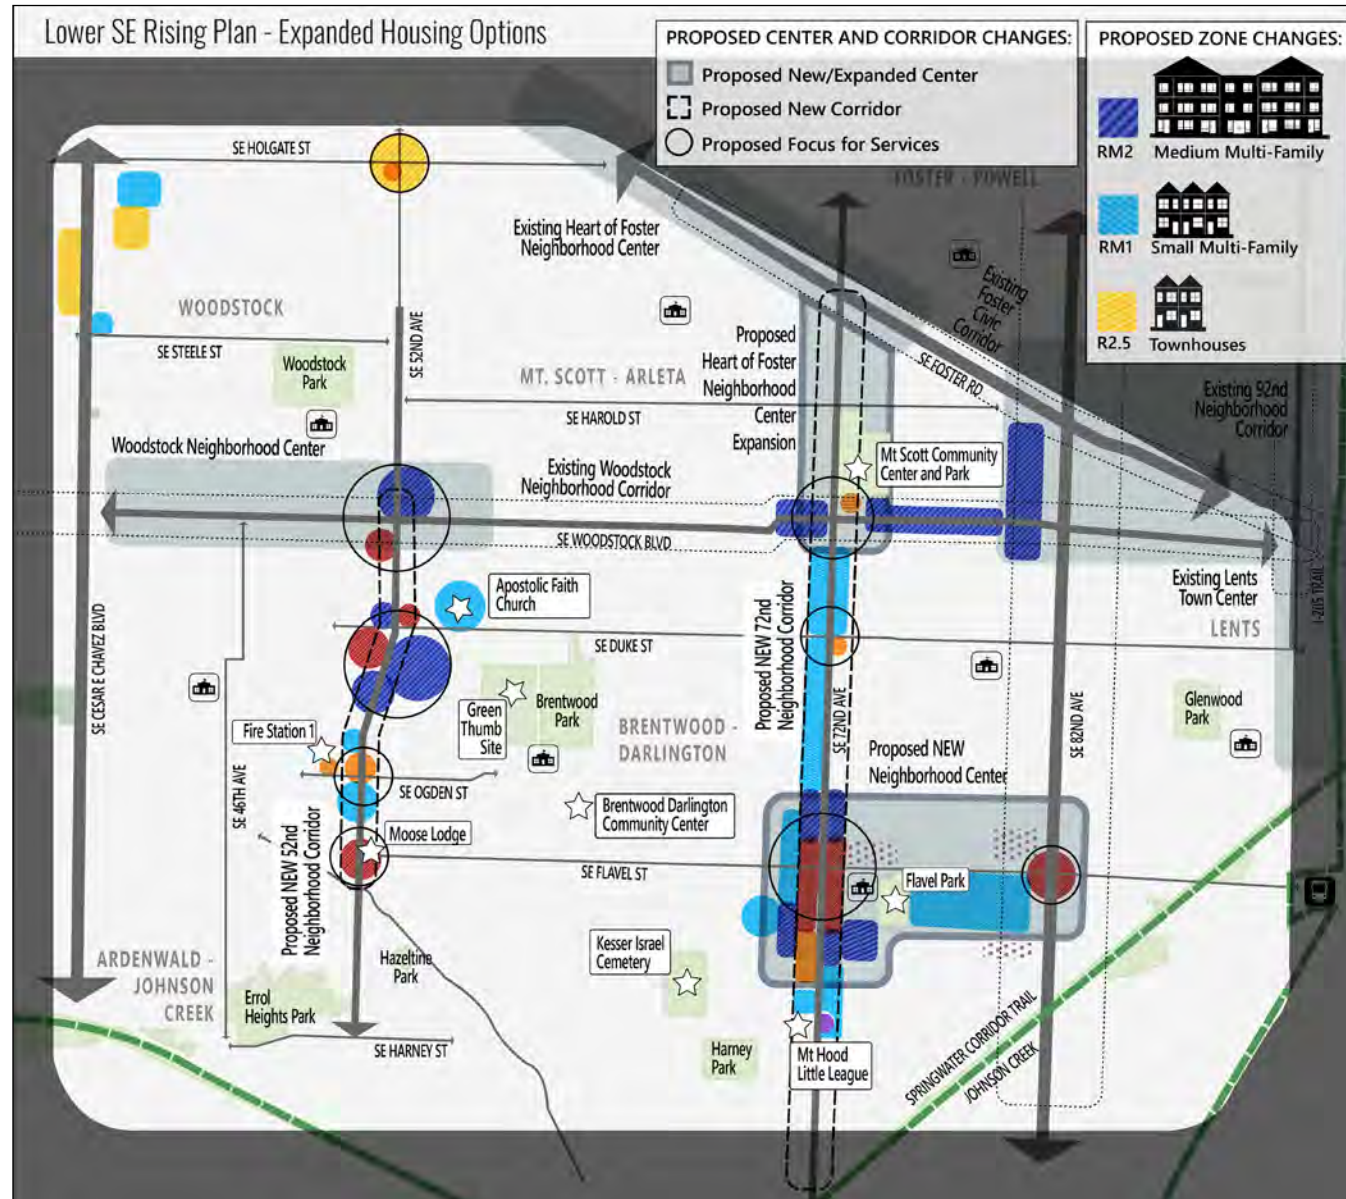 Lower SE Rising Plan - Expanded Housing Options
PROPOSED CENTER AND CORRIDOR CHANGES:
Proposed New/Expanded Center
Proposed New Corridor
Proposed Focus for Services
PROPOSED ZONE CHANGES:
RM2 Medium Multi-Family
RM1 Small Multi-Family
R2.5 Townhouses
SE HOLGATE ST
FOSTER - POWELL
Existing Heart of Foster
Neighborhood Center
Existing
Foster
Civic
Corridor
WOODSTOCK
SE STEELE ST
SE 52ND AVE
Woodstock
Park
MT. SCOTT - ARLETA
Proposed
Heart of Foster
Neighborhood
Center
Expansion
SE FOSTER RD
Existing 92nd
Neighborhood
Corridor
SE HAROLD ST
Woodstock Neighborhood Center
Existing Woodstock
Neighborhood Corridor
Mt Scott Community
Center and Park
SE WOODSTOCK BLVD
Existing Lents
Town Center
I-205 TRAIL
Apostolic Faith
Church
SE DUKE ST
LENTS
SE CESAR E CHAVEZ BLVD
Proposed NEW 72nd
Neighborhood Corridor
SE 72ND AVE
SE 82ND AVE
Glenwood
Park
Green
Thumb
Site
Brentwood
Park
BRENTWOOD -
DARLINGTON
Fire Station 1
Proposed NEW
Neighborhood Center
SE OGDEN ST
SE 46TH AVE
Proposed NEW 52nd
Neighborhood Corridor
Brentwood Darlington
Community Center
Moose Lodge
SE FLAVEL ST
Flavel Park
ARDENWALD -
JOHNSON
CREEK
Hazeltine
Park
Kesser Israel
Cemetery
Errol
Heights Park
SE HARNEY ST
Harney
Park
Mt Hood
Little League
SPRINGWATER CORRIDOR TRAIL
JOHNSON CREEK